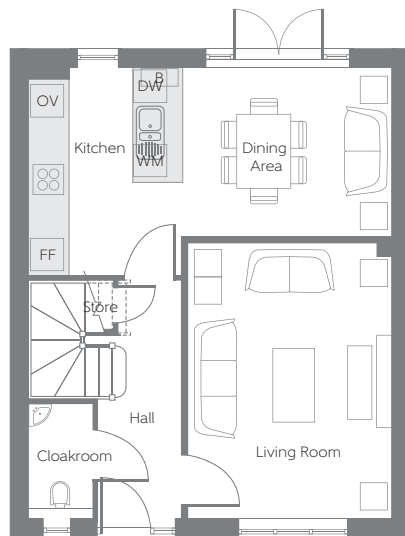 B
DW
OV
Kitchen
WM
Dining
Area
FF
Store
Hall
Cloakroom
Living Room